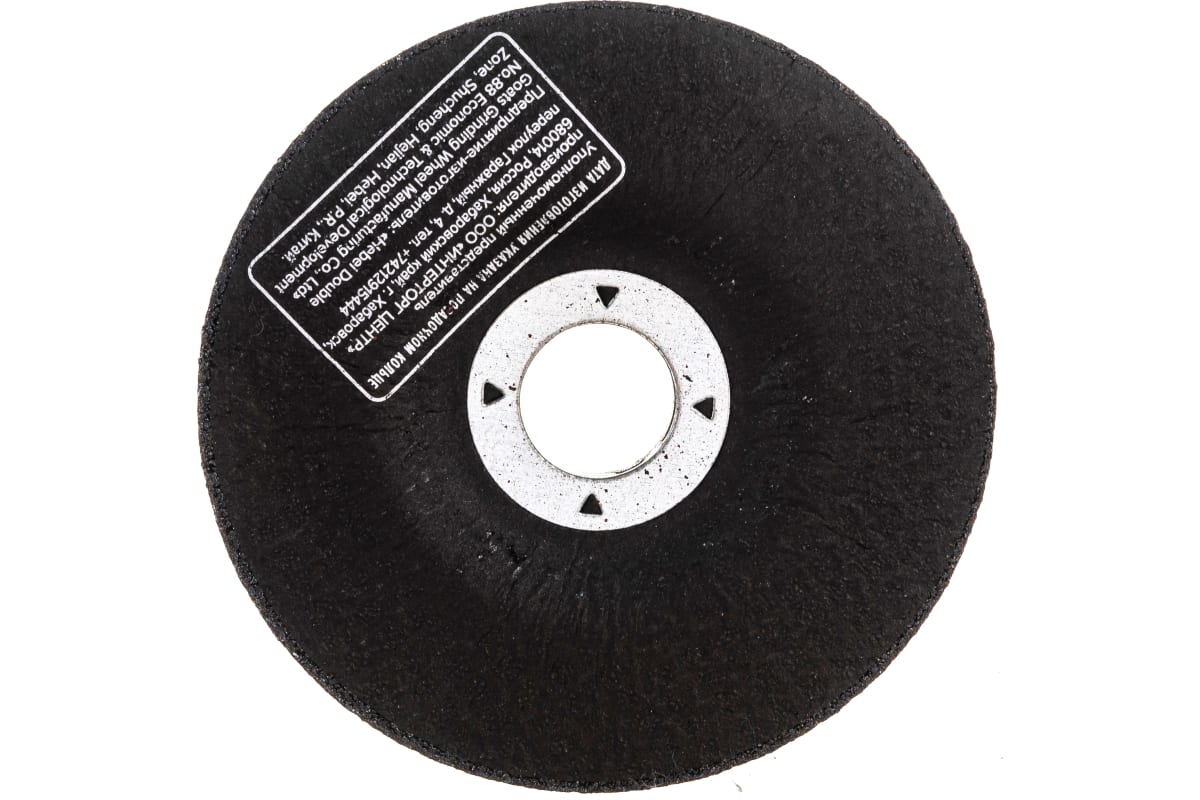 ДАТА ИЗГОТОВЛЕНИЯ УКАЗАНА НА ПОСАДОЧНОМ КОЛЬЦЕ
Уполномоченный представитель
производителя: ООО «ИНТЕРТОРГ ЦЕНТР»
680014, Россия, Хабаровский край, г. Хабаровск,
переулок Гаражный, д. 4, тел. +74212915444
Предприятие-изготовитель: «Hebei Double
Goats Grinding Wheel Manufacturing Co., Ltd»
No.88 Economic & Technological Development
Zone, Shucheng, Hejian, Hebei, P.R., Китай.